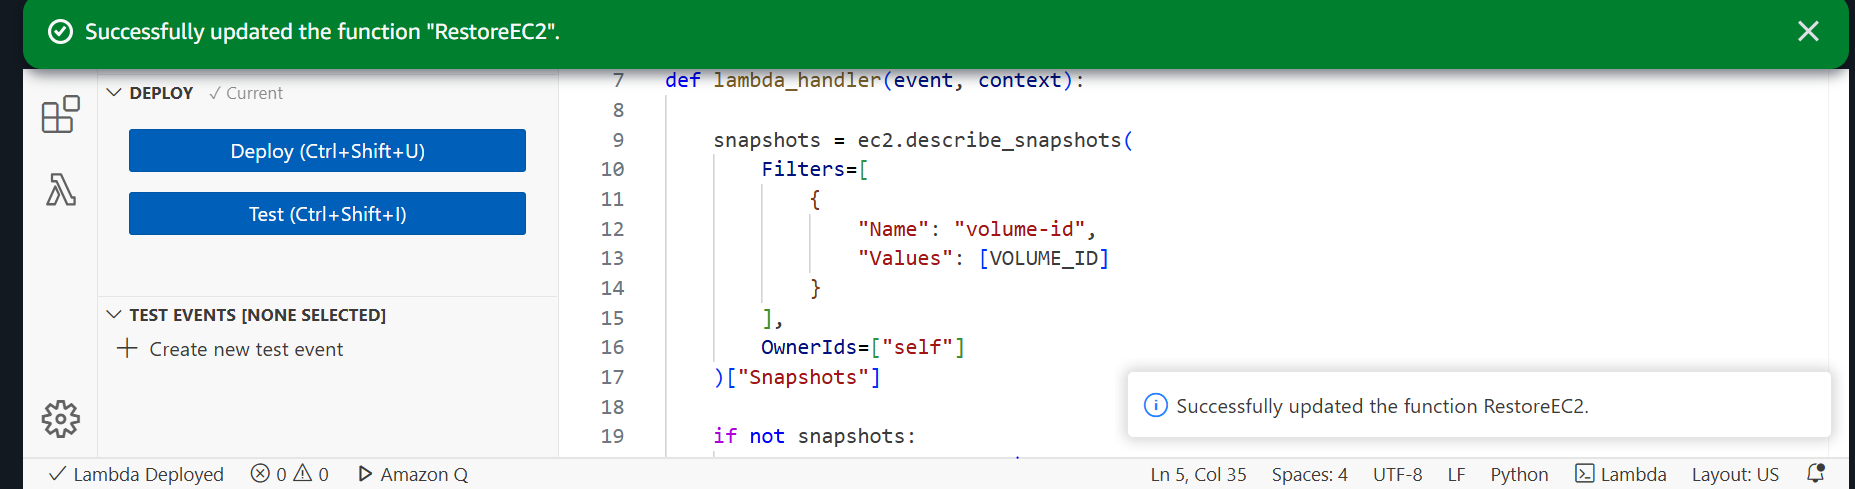 Successfully updated the function "RestoreEC2".
DEPLOY ✓ Current
Deploy (Ctrl+Shift+U)
Test (Ctrl+Shift+I)
TEST EVENTS [NONE SELECTED]
Create new test event
7 def lambda_handler(event, context):
8
9 snapshots = ec2.describe_snapshots(
10 Filters=[
11 {
12 "Name": "volume-id",
13 "Values": [VOLUME_ID]
14 }
15 ],
16 OwnerIds=["self"]
17 )["Snapshots"]
18
19 if not snapshots:
Successfully updated the function RestoreEC2.
Lambda Deployed 0 0 Amazon Q Ln 5, Col 35 Spaces: 4 UTF-8 LF Python Lambda Layout: US